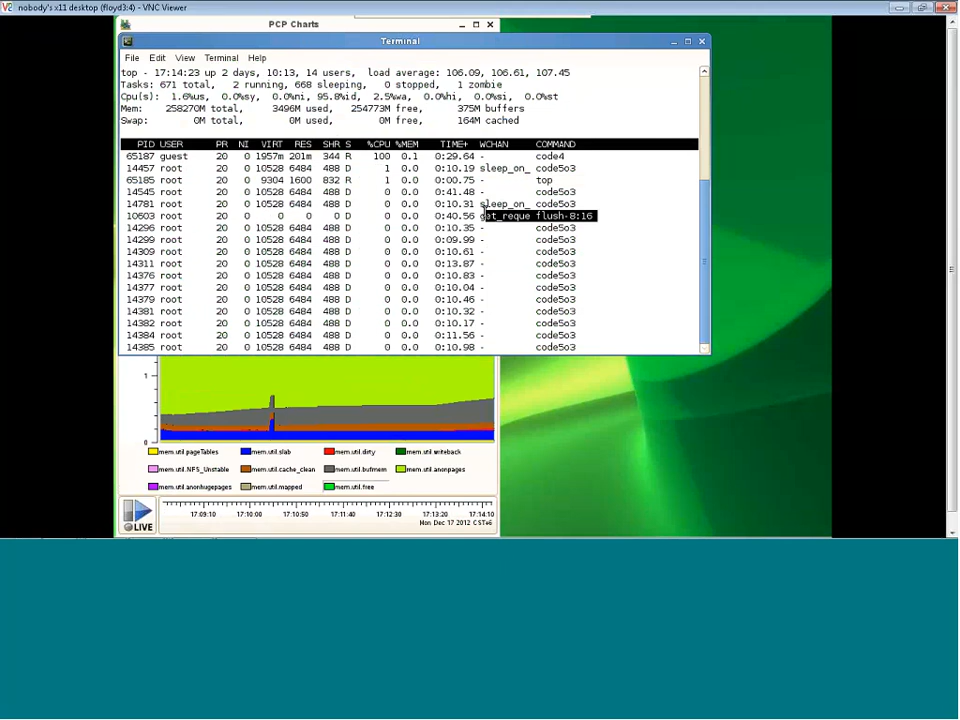 nobody's x11 desktop (floyd3:4) - VNC Viewer
PCP Charts
Terminal
File Edit View Terminal Help
top - 17:14:23 up 2 days, 10:13, 14 users, load average: 106.09, 106.61, 107.45
Tasks: 671 total, 2 running, 668 sleeping, 0 stopped, 1 zombie
Cpu(s): 1.6%us, 0.0%sy, 0.0%ni, 95.8%id, 2.5%wa, 0.0%hi, 0.0%si, 0.0%st
Mem: 258270M total, 3496M used, 254773M free, 375M buffers
Swap: 0M total, 0M used, 0M free, 164M cached
PID USER PR NI VIRT RES SHR S %CPU %MEM TIME+ WCHAN COMMAND
65187 guest 20 0 1957m 201m 344 R 100 0.1 0:29.64 - code4
14457 root 20 0 10528 6484 488 D 1 0.0 0:10.19 sleep_on_ code5o3
65185 root 20 0 9304 1600 832 R 1 0.0 0:00.75 - top
14545 root 20 0 10528 6484 488 D 0 0.0 0:41.48 - code5o3
14781 root 20 0 10528 6484 488 D 0 0.0 0:10.31 sleep_on_ code5o3
10603 root 20 0 0 0 0 D 0 0.0 0:40.56 get_reque flush-8:16
14296 root 20 0 10528 6484 488 D 0 0.0 0:10.35 - code5o3
14299 root 20 0 10528 6484 488 D 0 0.0 0:09.99 - code5o3
14309 root 20 0 10528 6484 488 D 0 0.0 0:10.61 - code5o3
14311 root 20 0 10528 6484 488 D 0 0.0 0:13.87 - code5o3
14376 root 20 0 10528 6484 488 D 0 0.0 0:10.83 - code5o3
14377 root 20 0 10528 6484 488 D 0 0.0 0:10.04 - code5o3
14379 root 20 0 10528 6484 488 D 0 0.0 0:10.46 - code5o3
14381 root 20 0 10528 6484 488 D 0 0.0 0:10.32 - code5o3
14382 root 20 0 10528 6484 488 D 0 0.0 0:10.17 - code5o3
14384 root 20 0 10528 6484 488 D 0 0.0 0:11.56 - code5o3
14385 root 20 0 10528 6484 488 D 0 0.0 0:10.98 - code5o3
1
0
mem.util.pageTables mem.util.slab mem.util.dirty mem.util.writeback
mem.util.NFS_Unstable mem.util.cache_clean mem.util.bufmem mem.util.anonpages
mem.util.anonhugepages mem.util.mapped mem.util.free
17:09:10 17:10:00 17:10:50 17:11:40 17:12:30 17:13:20 17:14:10
LIVE
Mon Dec 17 2012 CST+6